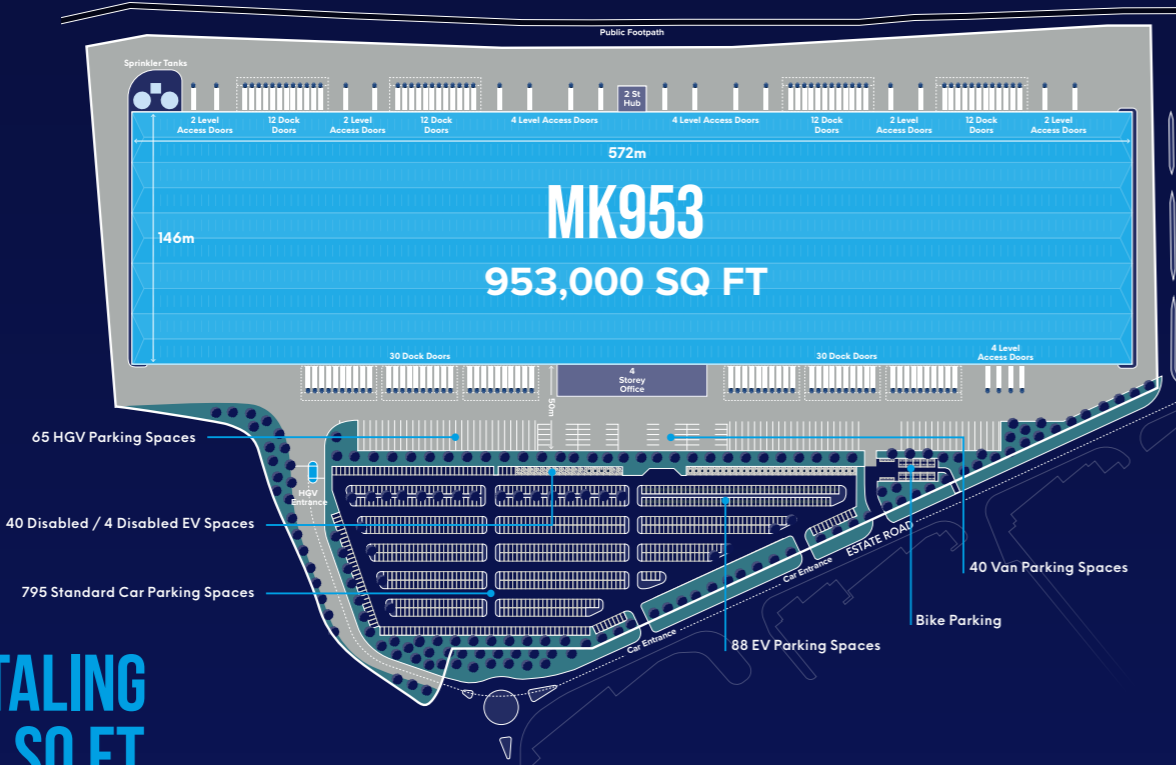 Public Footpath
Sprinkler Tanks
2 St
Hub
2 Level
Access Doors
12 Dock
Doors
2 Level
Access Doors
12 Dock
Doors
4 Level Access Doors
4 Level Access Doors
12 Dock
Doors
2 Level
Access Doors
12 Dock
Doors
2 Level
Access Doors
572m
146m
MK953
953,000 SQ FT
30 Dock Doors
4
Storey
Office
30 Dock Doors
4 Level
Access Doors
50m
65 HGV Parking Spaces
HGV
Entrance
40 Disabled / 4 Disabled EV Spaces
ESTATE ROAD
Car Entrance
40 Van Parking Spaces
795 Standard Car Parking Spaces
Bike Parking
Car Entrance
88 EV Parking Spaces
TALING
SQ FT